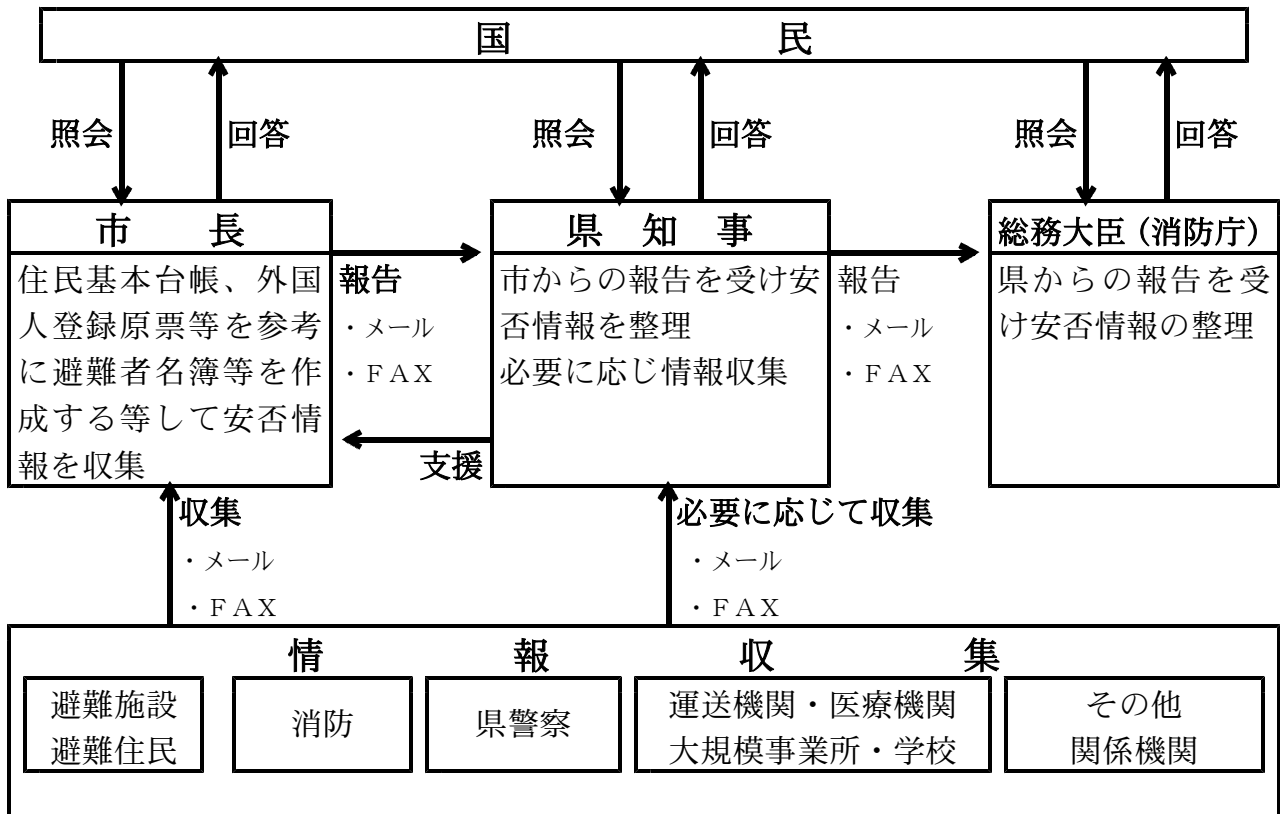 国民
照会
回答
照会
回答
照会
回答
市長
住民基本台帳、外国
人登録原票等を参考
に避難者名簿等を作
成する等して安否情
報を収集
報告
・メール
・ＦＡＸ
県知事
市からの報告を受け安
否情報を整理
必要に応じ情報収集
支援
報告
・メール
・ＦＡＸ
総務大臣（消防庁）
県からの報告を受
け安否情報の整理
収集
・メール
・ＦＡＸ
必要に応じて収集
・メール
・ＦＡＸ
情報収集
避難施設
避難住民
消防
県警察
運送機関・医療機関
大規模事業所・学校
その他
関係機関